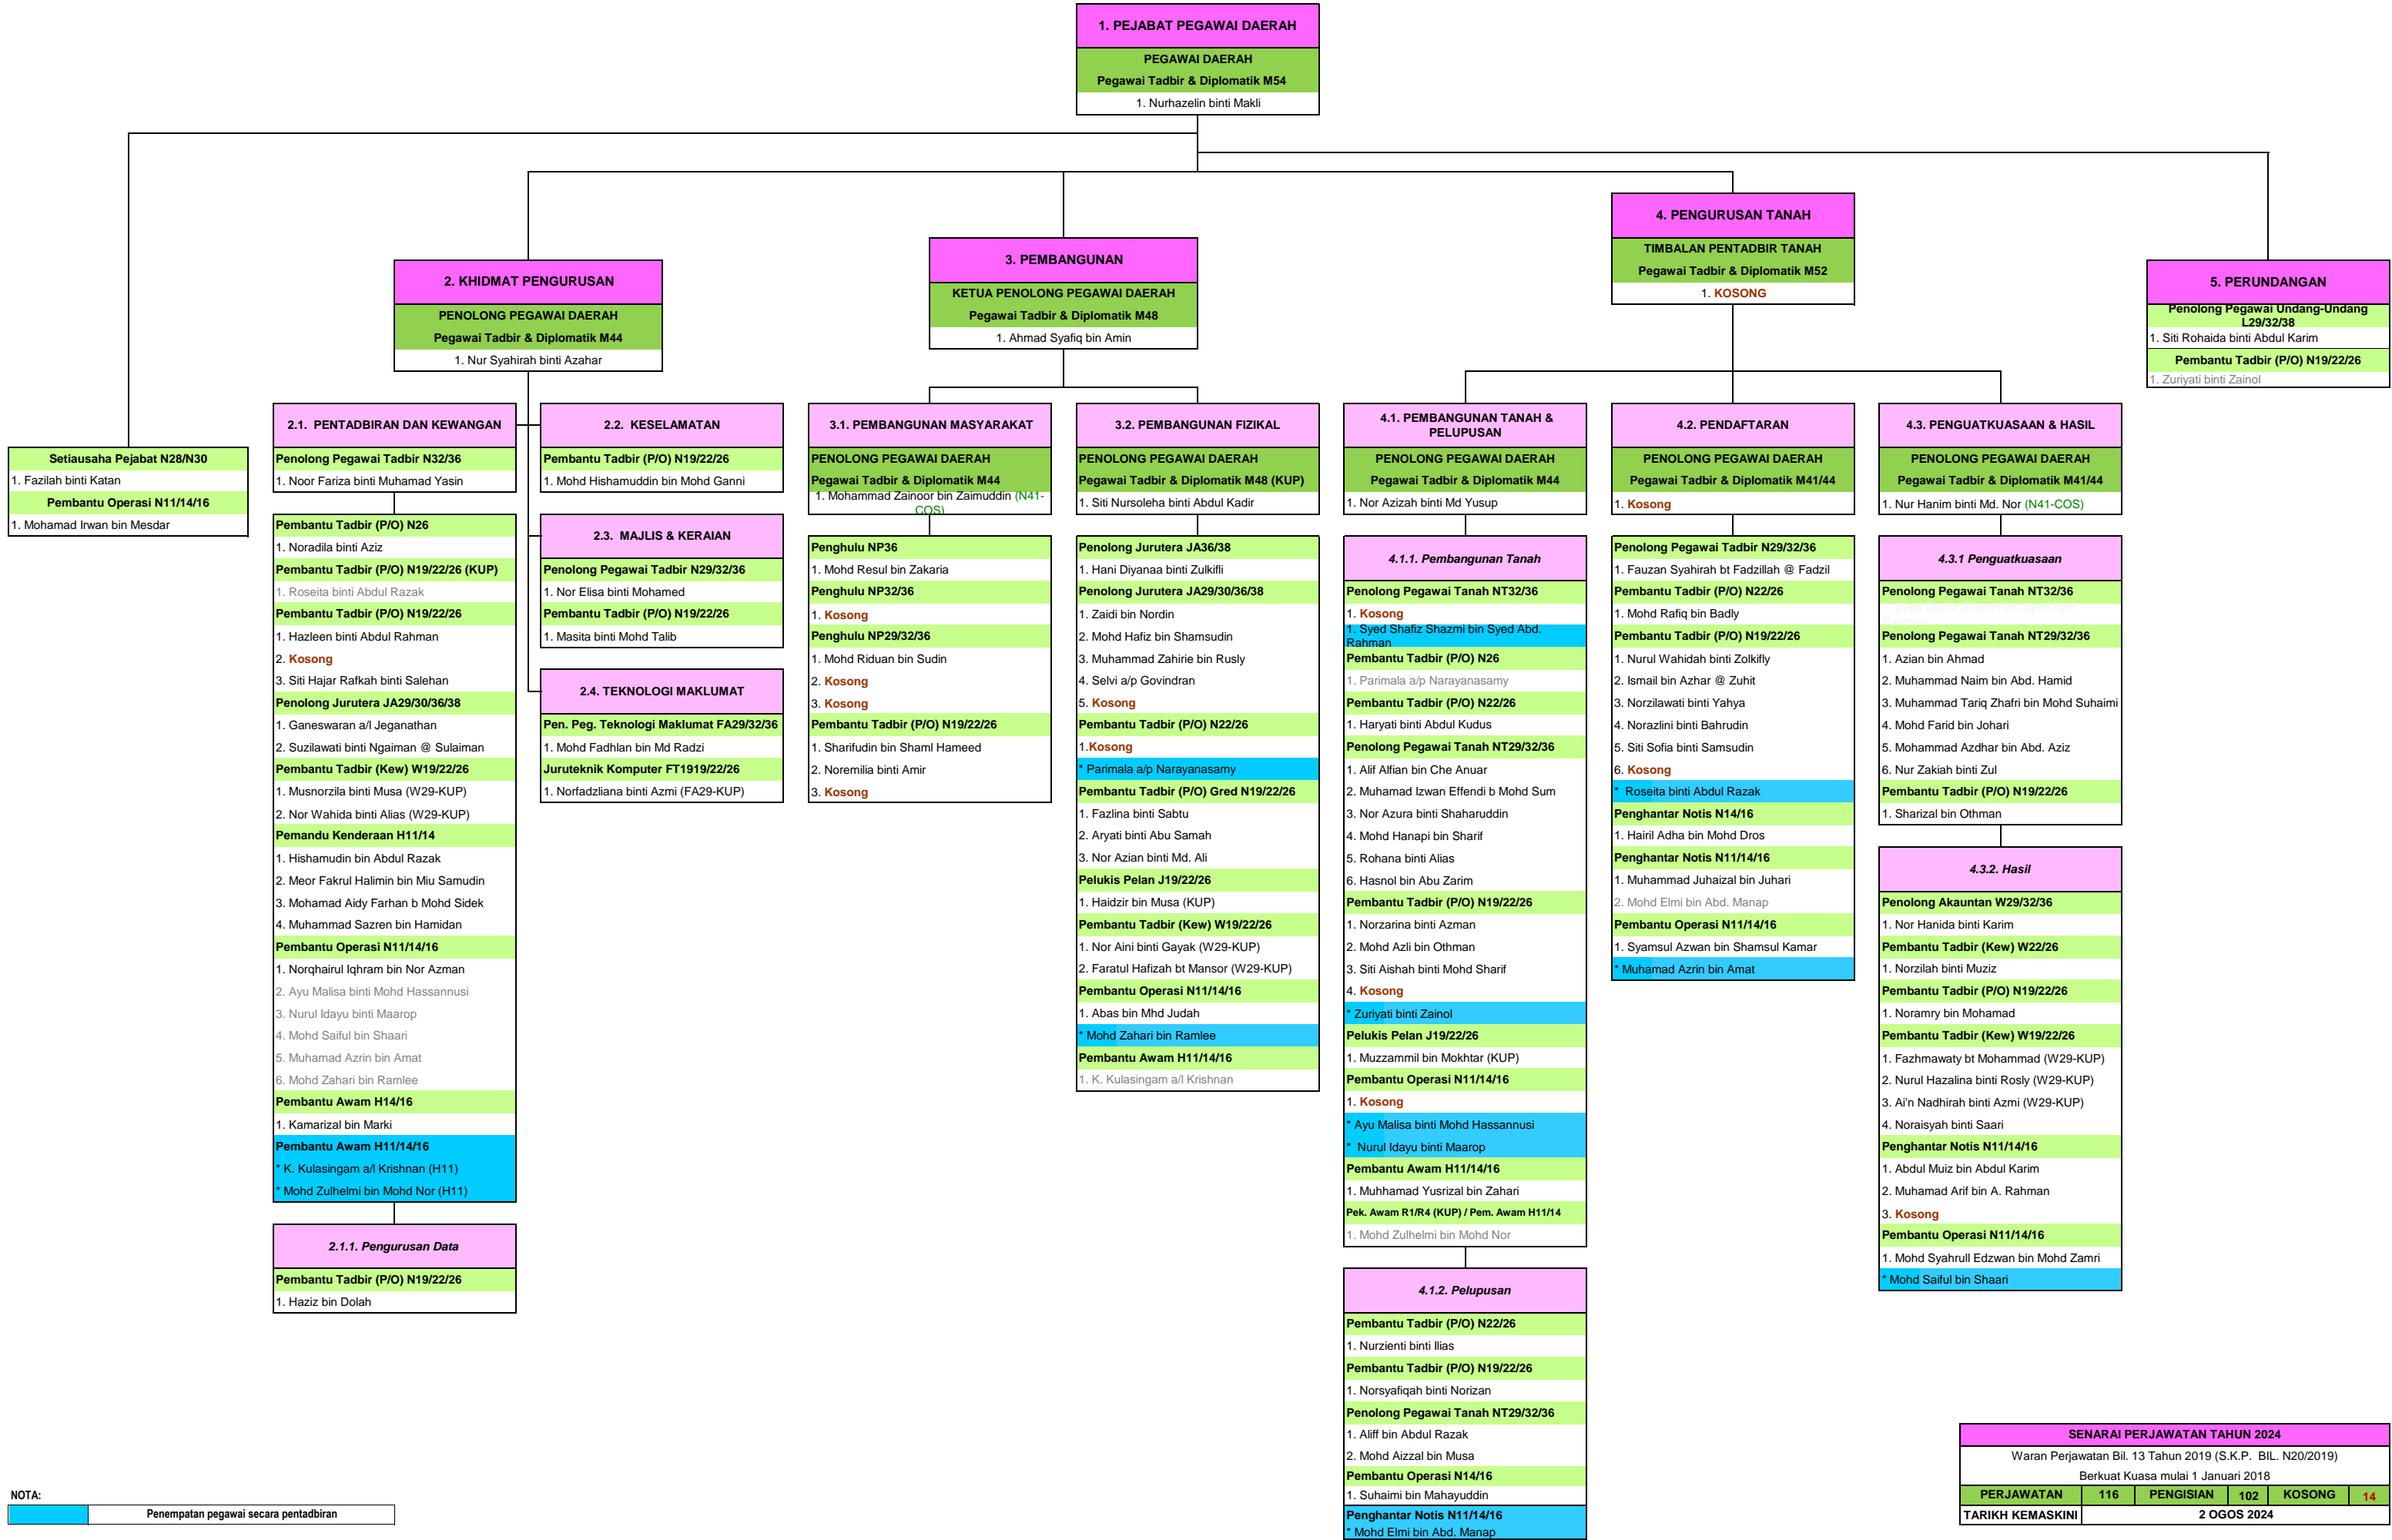 1. PEJABAT PEGAWAI DAERAH
PEGAWAI DAERAH
Pegawai Tadbir & Diplomatik M54
1. Nurhazelin binti Makli
Setiausaha Pejabat N28/N30
1. Fazilah binti Katan
Pembantu Operasi N11/14/16
1. Mohamad Irwan bin Mesdar
2. KHIDMAT PENGURUSAN
PENOLONG PEGAWAI DAERAH
Pegawai Tadbir & Diplomatik M44
1. Nur Syahirah binti Azahar
2.1. PENTADBIRAN DAN KEWANGAN
Penolong Pegawai Tadbir N32/36
1. Noor Fariza binti Muhamad Yasin
Pembantu Tadbir (P/O) N26
1. Noradila binti Aziz
Pembantu Tadbir (P/O) N19/22/26 (KUP)
1. Roseita binti Abdul Razak
Pembantu Tadbir (P/O) N19/22/26
1. Hazleen binti Abdul Rahman
2. Kosong
3. Siti Hajar Rafkah binti Salehan
Penolong Jurutera JA29/30/36/38
1. Ganeswaran a/l Jeganathan
2. Suzilawati binti Ngaiman @ Sulaiman
Pembantu Tadbir (Kew) W19/22/26
1. Musnorzila binti Musa (W29-KUP)
2. Nor Wahida binti Alias (W29-KUP)
Pemandu Kenderaan H11/14
1. Hishamudin bin Abdul Razak
2. Meor Fakrul Halimin bin Miu Samudin
3. Mohamad Aidy Farhan b Mohd Sidek
4. Muhammad Sazren bin Hamidan
Pembantu Operasi N11/14/16
1. Norqhairul Iqhram bin Nor Azman
2. Ayu Malisa binti Mohd Hassannusi
3. Nurul Idayu binti Maarop
4. Mohd Saiful bin Shaari
5. Muhamad Azrin bin Amat
6. Mohd Zahari bin Ramlee
Pembantu Awam H14/16
1. Kamarizal bin Marki
Pembantu Awam H11/14/16
* K. Kulasingam a/l Krishnan (H11)
* Mohd Zulhelmi bin Mohd Nor (H11)
2.1.1. Pengurusan Data
Pembantu Tadbir (P/O) N19/22/26
1. Haziz bin Dolah
2.2. KESELAMATAN
Pembantu Tadbir (P/O) N19/22/26
1. Mohd Hishamuddin bin Mohd Ganni
2.3. MAJLIS & KERAIAN
Penolong Pegawai Tadbir N29/32/36
1. Nor Elisa binti Mohamed
Pembantu Tadbir (P/O) N19/22/26
1. Masita binti Mohd Talib
2.4. TEKNOLOGI MAKLUMAT
Pen. Peg. Teknologi Maklumat FA29/32/36
1. Mohd Fadhlan bin Md Radzi
Juruteknik Komputer FT1919/22/26
1. Norfadzliana binti Azmi (FA29-KUP)
3. PEMBANGUNAN
KETUA PENOLONG PEGAWAI DAERAH
Pegawai Tadbir & Diplomatik M48
1. Ahmad Syafiq bin Amin
3.1. PEMBANGUNAN MASYARAKAT
PENOLONG PEGAWAI DAERAH
Pegawai Tadbir & Diplomatik M44
1. Mohammad Zainoor bin Zaimuddin (N41-
COS)
Penghulu NP36
1. Mohd Resul bin Zakaria
Penghulu NP32/36
1. Kosong
Penghulu NP29/32/36
1. Mohd Riduan bin Sudin
2. Kosong
3. Kosong
Pembantu Tadbir (P/O) N19/22/26
1. Sharifudin bin Shaml Hameed
2. Noremilia binti Amir
3. Kosong
3.2. PEMBANGUNAN FIZIKAL
PENOLONG PEGAWAI DAERAH
Pegawai Tadbir & Diplomatik M48 (KUP)
1. Siti Nursoleha binti Abdul Kadir
Penolong Jurutera JA36/38
1. Hani Diyanaa binti Zulkifli
Penolong Jurutera JA29/30/36/38
1. Zaidi bin Nordin
2. Mohd Hafiz bin Shamsudin
3. Muhammad Zahirie bin Rusly
4. Selvi a/p Govindran
5. Kosong
Pembantu Tadbir (P/O) N22/26
1.Kosong
* Parimala a/p Narayanasamy
Pembantu Tadbir (P/O) Gred N19/22/26
1. Fazlina binti Sabtu
2. Aryati binti Abu Samah
3. Nor Azian binti Md. Ali
Pelukis Pelan J19/22/26
1. Haidzir bin Musa (KUP)
Pembantu Tadbir (Kew) W19/22/26
1. Nor Aini binti Gayak (W29-KUP)
2. Faratul Hafizah bt Mansor (W29-KUP)
Pembantu Operasi N11/14/16
1. Abas bin Mhd Judah
* Mohd Zahari bin Ramlee
Pembantu Awam H11/14/16
1. K. Kulasingam a/l Krishnan
4. PENGURUSAN TANAH
TIMBALAN PENTADBIR TANAH
Pegawai Tadbir & Diplomatik M52
1. KOSONG
4.1. PEMBANGUNAN TANAH &
PELUPUSAN
PENOLONG PEGAWAI DAERAH
Pegawai Tadbir & Diplomatik M44
1. Nor Azizah binti Md Yusup
4.1.1. Pembangunan Tanah
Penolong Pegawai Tanah NT32/36
1. Kosong
1. Syed Shafiz Shazmi bin Syed Abd.
Rahman
Pembantu Tadbir (P/O) N26
1. Parimala a/p Narayanasamy
Pembantu Tadbir (P/O) N22/26
1. Haryati binti Abdul Kudus
Penolong Pegawai Tanah NT29/32/36
1. Alif Alfian bin Che Anuar
2. Muhamad Izwan Effendi b Mohd Sum
3. Nor Azura binti Shaharuddin
4. Mohd Hanapi bin Sharif
5. Rohana binti Alias
6. Hasnol bin Abu Zarim
Pembantu Tadbir (P/O) N19/22/26
1. Norzarina binti Azman
2. Mohd Azli bin Othman
3. Siti Aishah binti Mohd Sharif
4. Kosong
* Zuriyati binti Zainol
Pelukis Pelan J19/22/26
1. Muzzammil bin Mokhtar (KUP)
Pembantu Operasi N11/14/16
1. Kosong
* Ayu Malisa binti Mohd Hassannusi
* Nurul Idayu binti Maarop
Pembantu Awam H11/14/16
1. Muhhamad Yusrizal bin Zahari
Pek. Awam R1/R4 (KUP) / Pem. Awam H11/14
1. Mohd Zulhelmi bin Mohd Nor
4.1.2. Pelupusan
Pembantu Tadbir (P/O) N22/26
1. Nurzienti binti Ilias
Pembantu Tadbir (P/O) N19/22/26
1. Norsyafiqah binti Norizan
Penolong Pegawai Tanah NT29/32/36
1. Aliff bin Abdul Razak
2. Mohd Aizzal bin Musa
Pembantu Operasi N14/16
1. Suhaimi bin Mahayuddin
Penghantar Notis N11/14/16
* Mohd Elmi bin Abd. Manap
4.2. PENDAFTARAN
PENOLONG PEGAWAI DAERAH
Pegawai Tadbir & Diplomatik M41/44
1. Kosong
Penolong Pegawai Tadbir N29/32/36
1. Fauzan Syahirah bt Fadzillah @ Fadzil
Pembantu Tadbir (P/O) N22/26
1. Mohd Rafiq bin Badly
Pembantu Tadbir (P/O) N19/22/26
1. Nurul Wahidah binti Zolkifly
2. Ismail bin Azhar @ Zuhit
3. Norzilawati binti Yahya
4. Norazlini binti Bahrudin
5. Siti Sofia binti Samsudin
6. Kosong
* Roseita binti Abdul Razak
Penghantar Notis N14/16
1. Hairil Adha bin Mohd Dros
Penghantar Notis N11/14/16
1. Muhammad Juhaizal bin Juhari
2. Mohd Elmi bin Abd. Manap
Pembantu Operasi N11/14/16
1. Syamsul Azwan bin Shamsul Kamar
* Muhamad Azrin bin Amat
4.3. PENGUATKUASAAN & HASIL
PENOLONG PEGAWAI DAERAH
Pegawai Tadbir & Diplomatik M41/44
1. Nur Hanim binti Md. Nor (N41-COS)
4.3.1 Penguatkuasaan
Penolong Pegawai Tanah NT32/36
Penolong Pegawai Tanah NT29/32/36
1. Azian bin Ahmad
2. Muhammad Naim bin Abd. Hamid
3. Muhammad Tariq Zhafri bin Mohd Suhaimi
4. Mohd Farid bin Johari
5. Mohammad Azdhar bin Abd. Aziz
6. Nur Zakiah binti Zul
Pembantu Tadbir (P/O) N19/22/26
1. Sharizal bin Othman
4.3.2. Hasil
Penolong Akauntan W29/32/36
1. Nor Hanida binti Karim
Pembantu Tadbir (Kew) W22/26
1. Norzilah binti Muziz
Pembantu Tadbir (P/O) N19/22/26
1. Noramry bin Mohamad
Pembantu Tadbir (Kew) W19/22/26
1. Fazhmawaty bt Mohammad (W29-KUP)
2. Nurul Hazalina binti Rosly (W29-KUP)
3. Ai'n Nadhirah binti Azmi (W29-KUP)
4. Noraisyah binti Saari
Penghantar Notis N11/14/16
1. Abdul Muiz bin Abdul Karim
2. Muhamad Arif bin A. Rahman
3. Kosong
Pembantu Operasi N11/14/16
1. Mohd Syahrull Edzwan bin Mohd Zamri
* Mohd Saiful bin Shaari
5. PERUNDANGAN
Penolong Pegawai Undang-Undang
L29/32/38
1. Siti Rohaida binti Abdul Karim
Pembantu Tadbir (P/O) N19/22/26
1. Zuriyati binti Zainol
NOTA:
Penempatan pegawai secara pentadbiran
SENARAI PERJAWATAN TAHUN 2024
Waran Perjawatan Bil. 13 Tahun 2019 (S.K.P. BIL. N20/2019)
Berkuat Kuasa mulai 1 Januari 2018
PERJAWATAN 116 PENGISIAN 102 KOSONG 14
TARIKH KEMASKINI 2 OGOS 2024